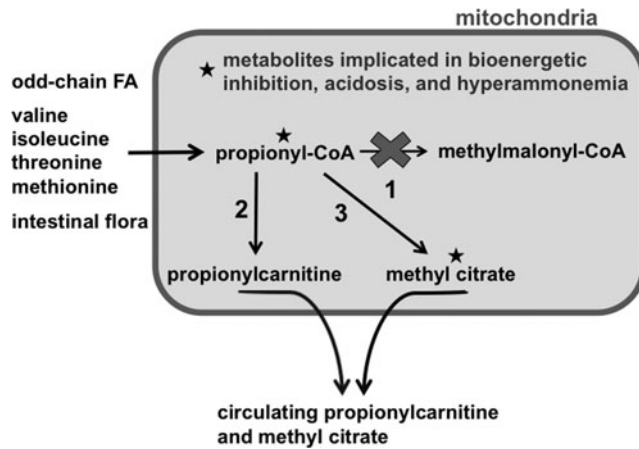 mitochondria
★ metabolites implicated in bioenergetic
inhibition, acidosis, and hyperammonemia
odd-chain FA
valine
isoleucine
threonine
methionine
intestinal flora
propionyl-CoA
methylmalonyl-CoA
1
2
3
propionylcarnitine
methyl citrate
circulating propionylcarnitine
and methyl citrate